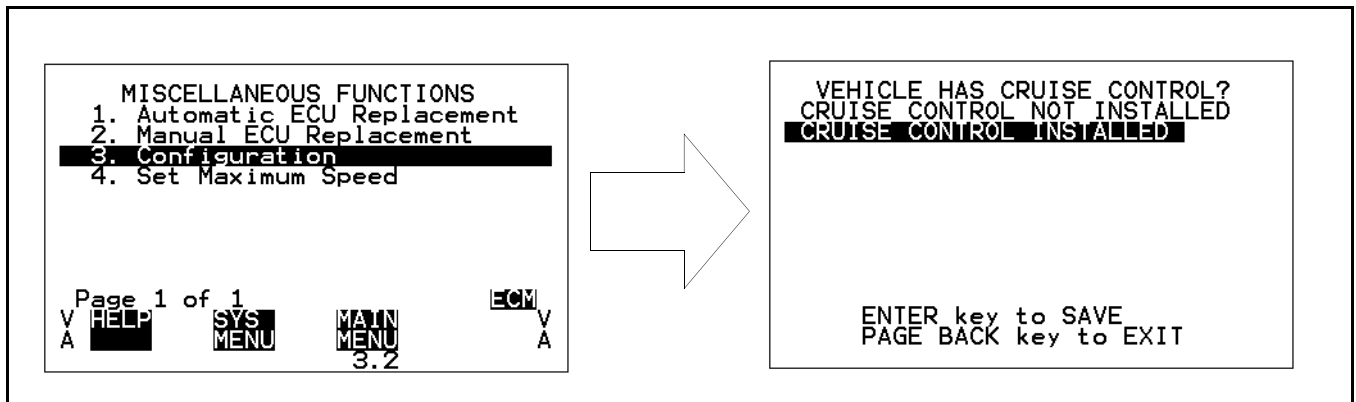 MISCELLANEOUS FUNCTIONS
1. Automatic ECU Replacement
2. Manual ECU Replacement
3. Configuration
4. Set Maximum Speed
Page 1 of 1 ECM
V HELP SYS MAIN V
A MENU MENU A
3.2
VEHICLE HAS CRUISE CONTROL?
CRUISE CONTROL NOT INSTALLED
CRUISE CONTROL INSTALLED
ENTER key to SAVE
PAGE BACK key to EXIT